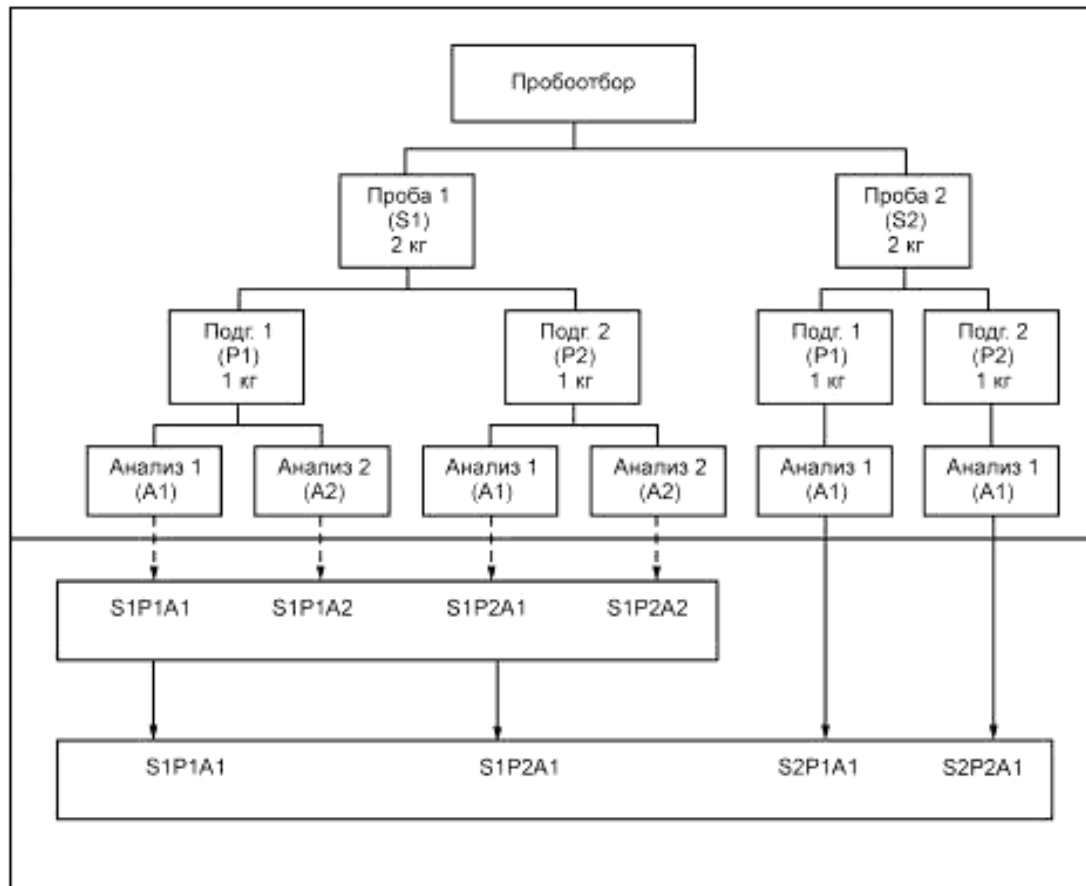 Пробоотбор
Проба 1
(S1)
2 кг
Проба 2
(S2)
2 кг
Подг. 1
(P1)
1 кг
Подг. 2
(P2)
1 кг
Подг. 1
(P1)
1 кг
Подг. 2
(P2)
1 кг
Анализ 1
(A1)
Анализ 2
(A2)
Анализ 1
(A1)
Анализ 2
(A2)
Анализ 1
(A1)
Анализ 1
(A1)
S1P1A1 S1P1A2 S1P2A1 S1P2A2
S1P1A1 S1P2A1 S2P1A1 S2P2A1